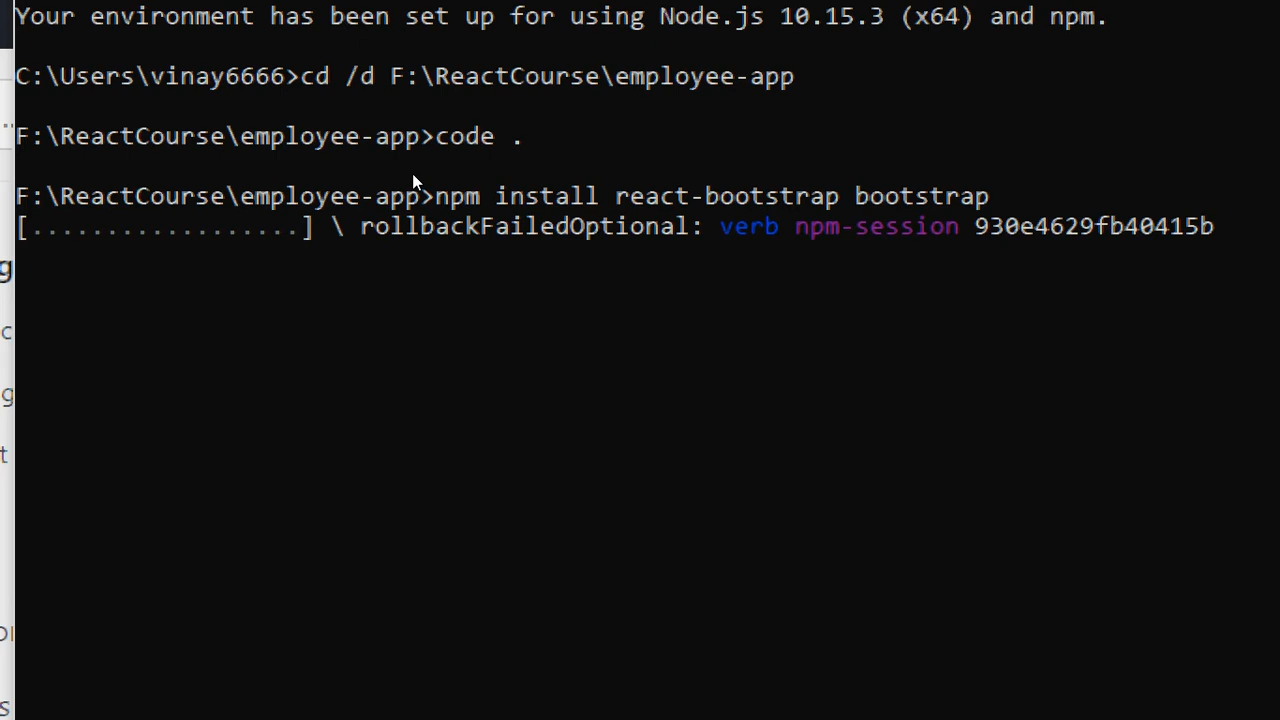 Your environment has been set up for using Node.js 10.15.3 (x64) and npm.
C:\Users\vinay6666>cd /d F:\ReactCourse\employee-app
F:\ReactCourse\employee-app>code .
F:\ReactCourse\employee-app>npm install react-bootstrap bootstrap
[..................] \ rollbackFailedOptional: verb npm-session 930e4629fb40415b